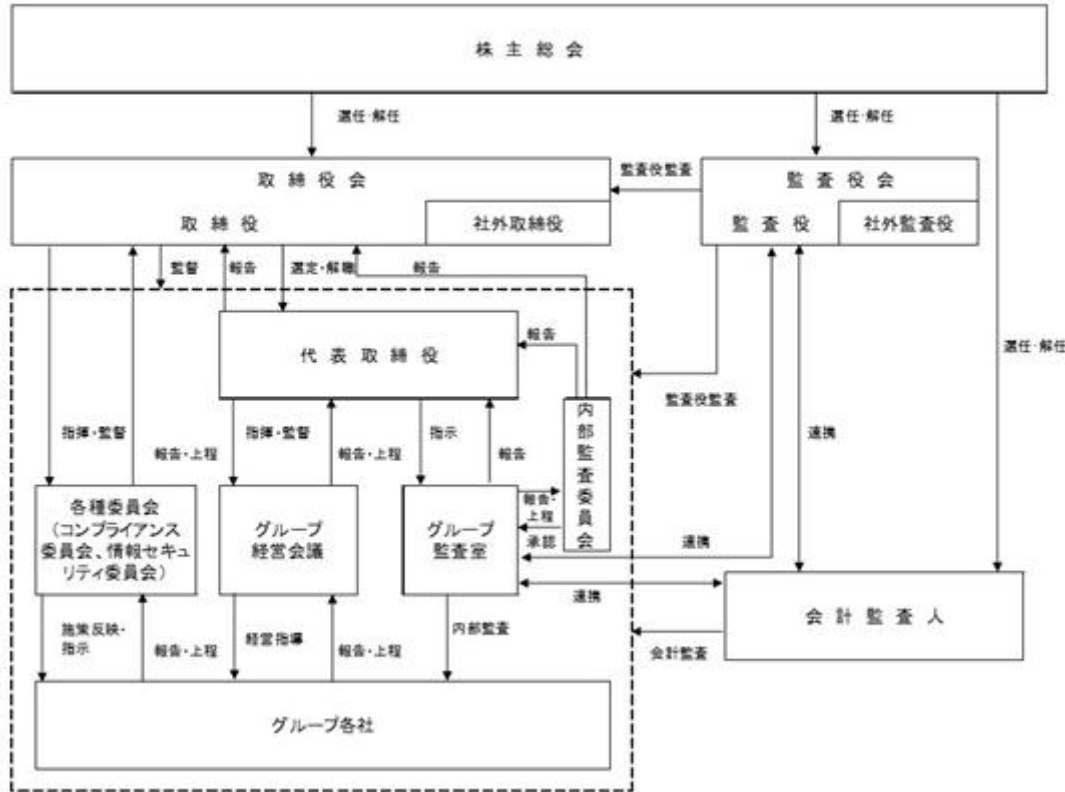 株主総会
選任・解任
選任・解任
取締役会
監査役監査
監査役会
取締役
社外取締役
監査役
社外監査役
監督
報告
選定・解職
報告
代表取締役
報告
選任・解任
監査役監査
内部監査委員会
指揮・監督
報告・上程
指揮・監督
報告・上程
指示
報告
連携
各種委員会
(コンプライアンス
委員会、情報セキュ
リティ委員会)
グループ
経営会議
グループ
監査室
報告・
上程
承認
連携
連携
会計監査人
施策反映・
指示
報告・上程
経営指導
報告・上程
内部監査
会計監査
グループ各社